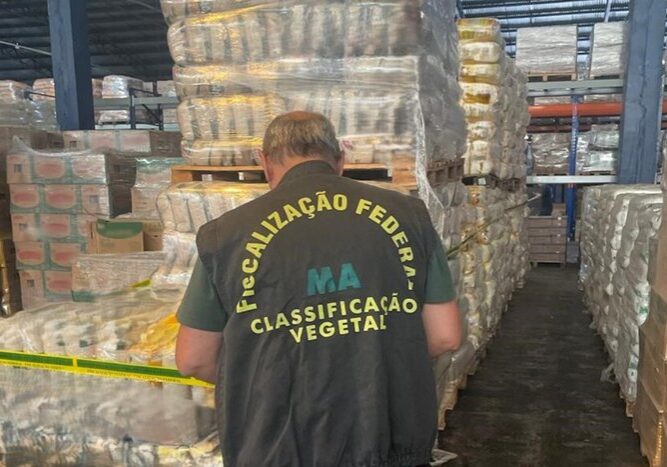 FISCALIZAÇÃO FEDERAL
MA
CLASSIFICAÇÃO
VEGETAL